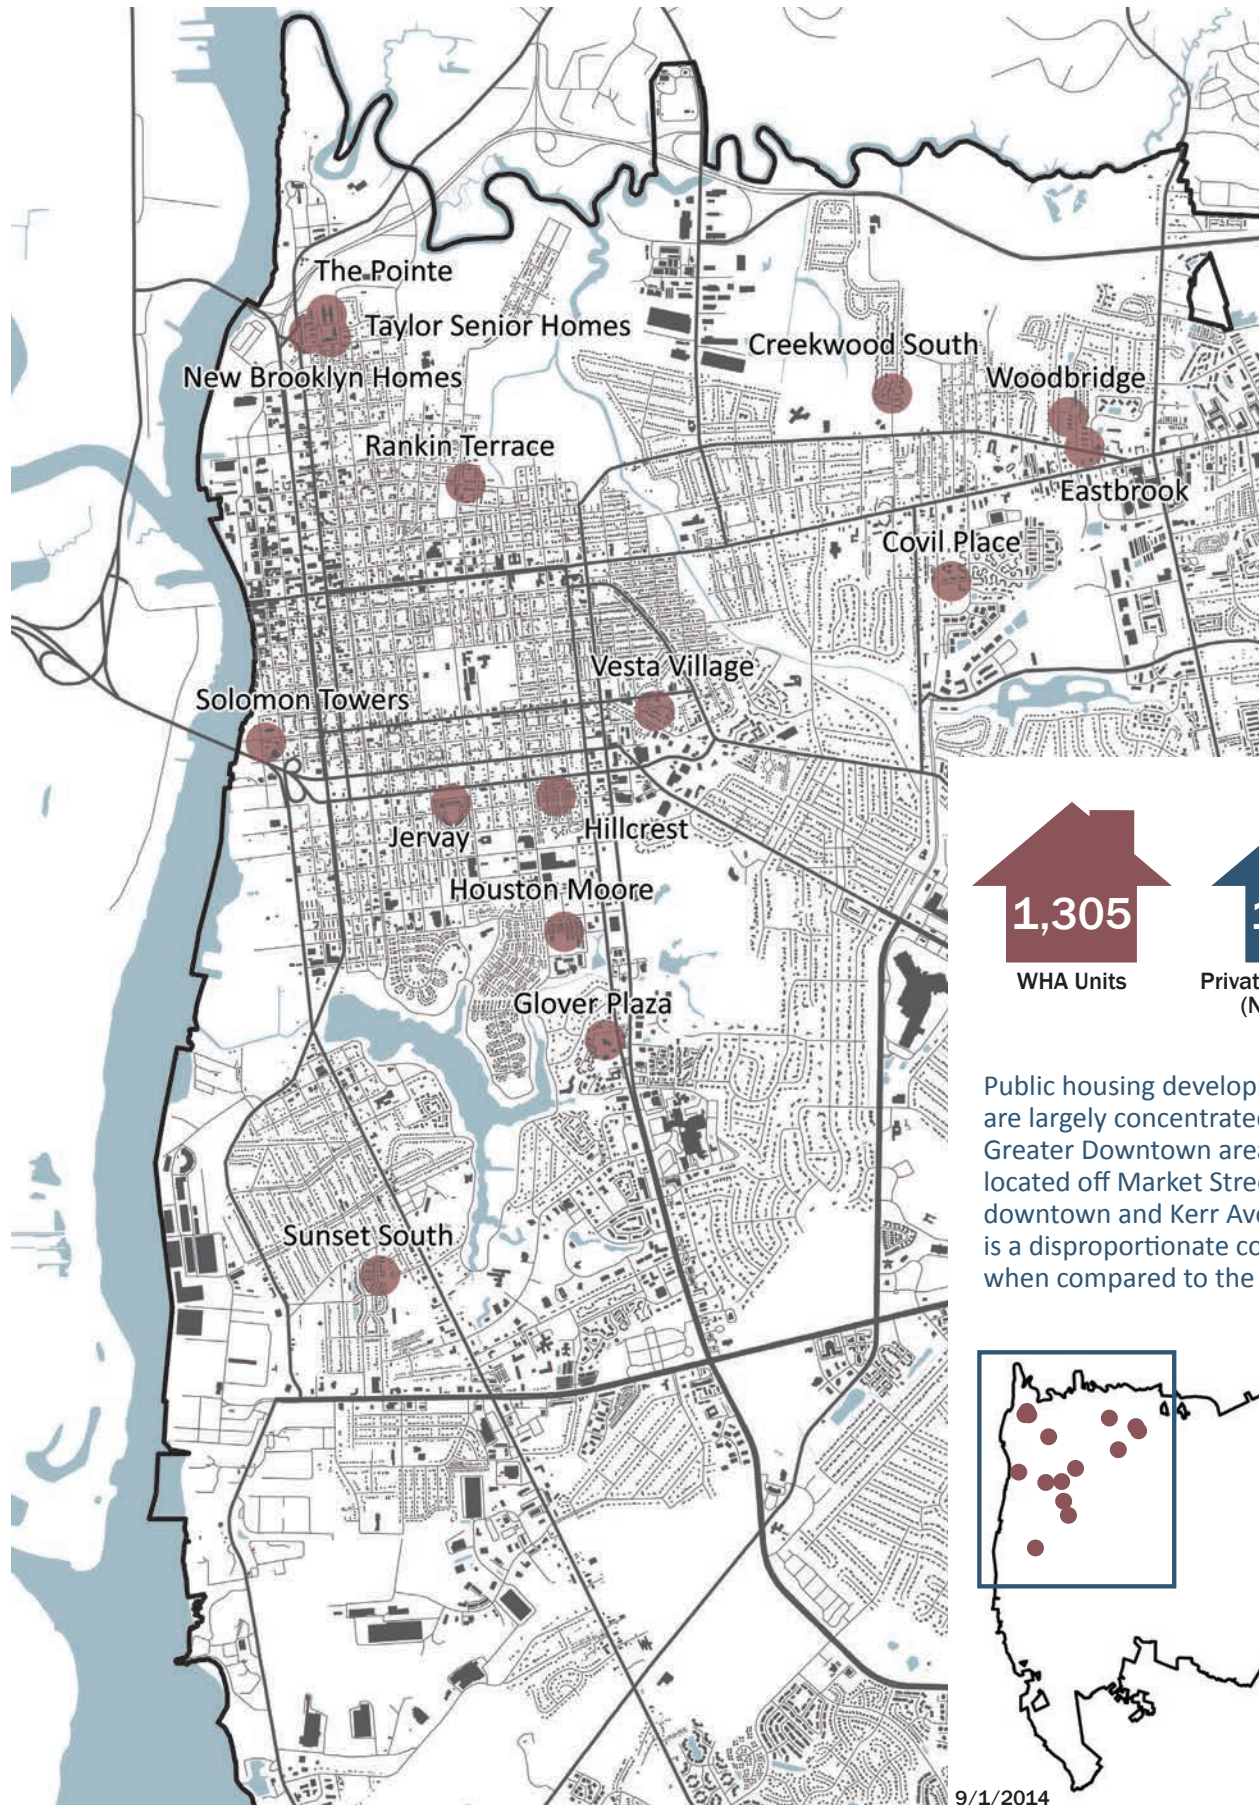 The Pointe
Taylor Senior Homes
Creekwood South
New Brooklyn Homes
Woodbridge
Rankin Terrace
Eastbrook
Covil Place
Vesta Village
Solomon Towers
Jervay
Hillcrest
Houston Moore
Glover Plaza
Sunset South
1,305
WHA Units
Privat
(N
Public housing develop
are largely concentrate
Greater Downtown area
located off Market Stre
downtown and Kerr Av
is a disproportionate co
when compared to the
9/1/2014